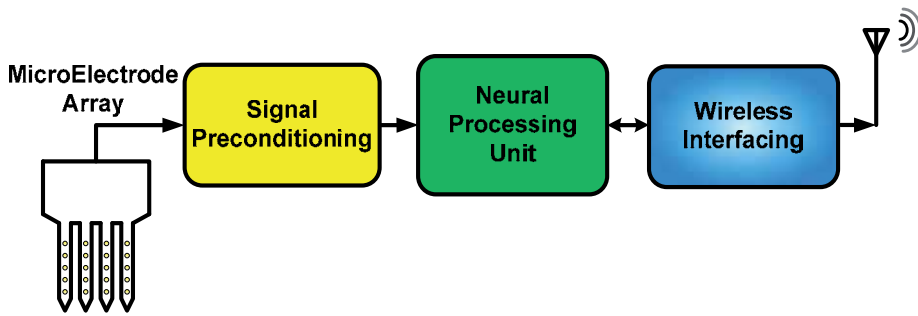 MicroElectrode
Array
Signal
Preconditioning
Neural
Processing
Unit
Wireless
Interfacing